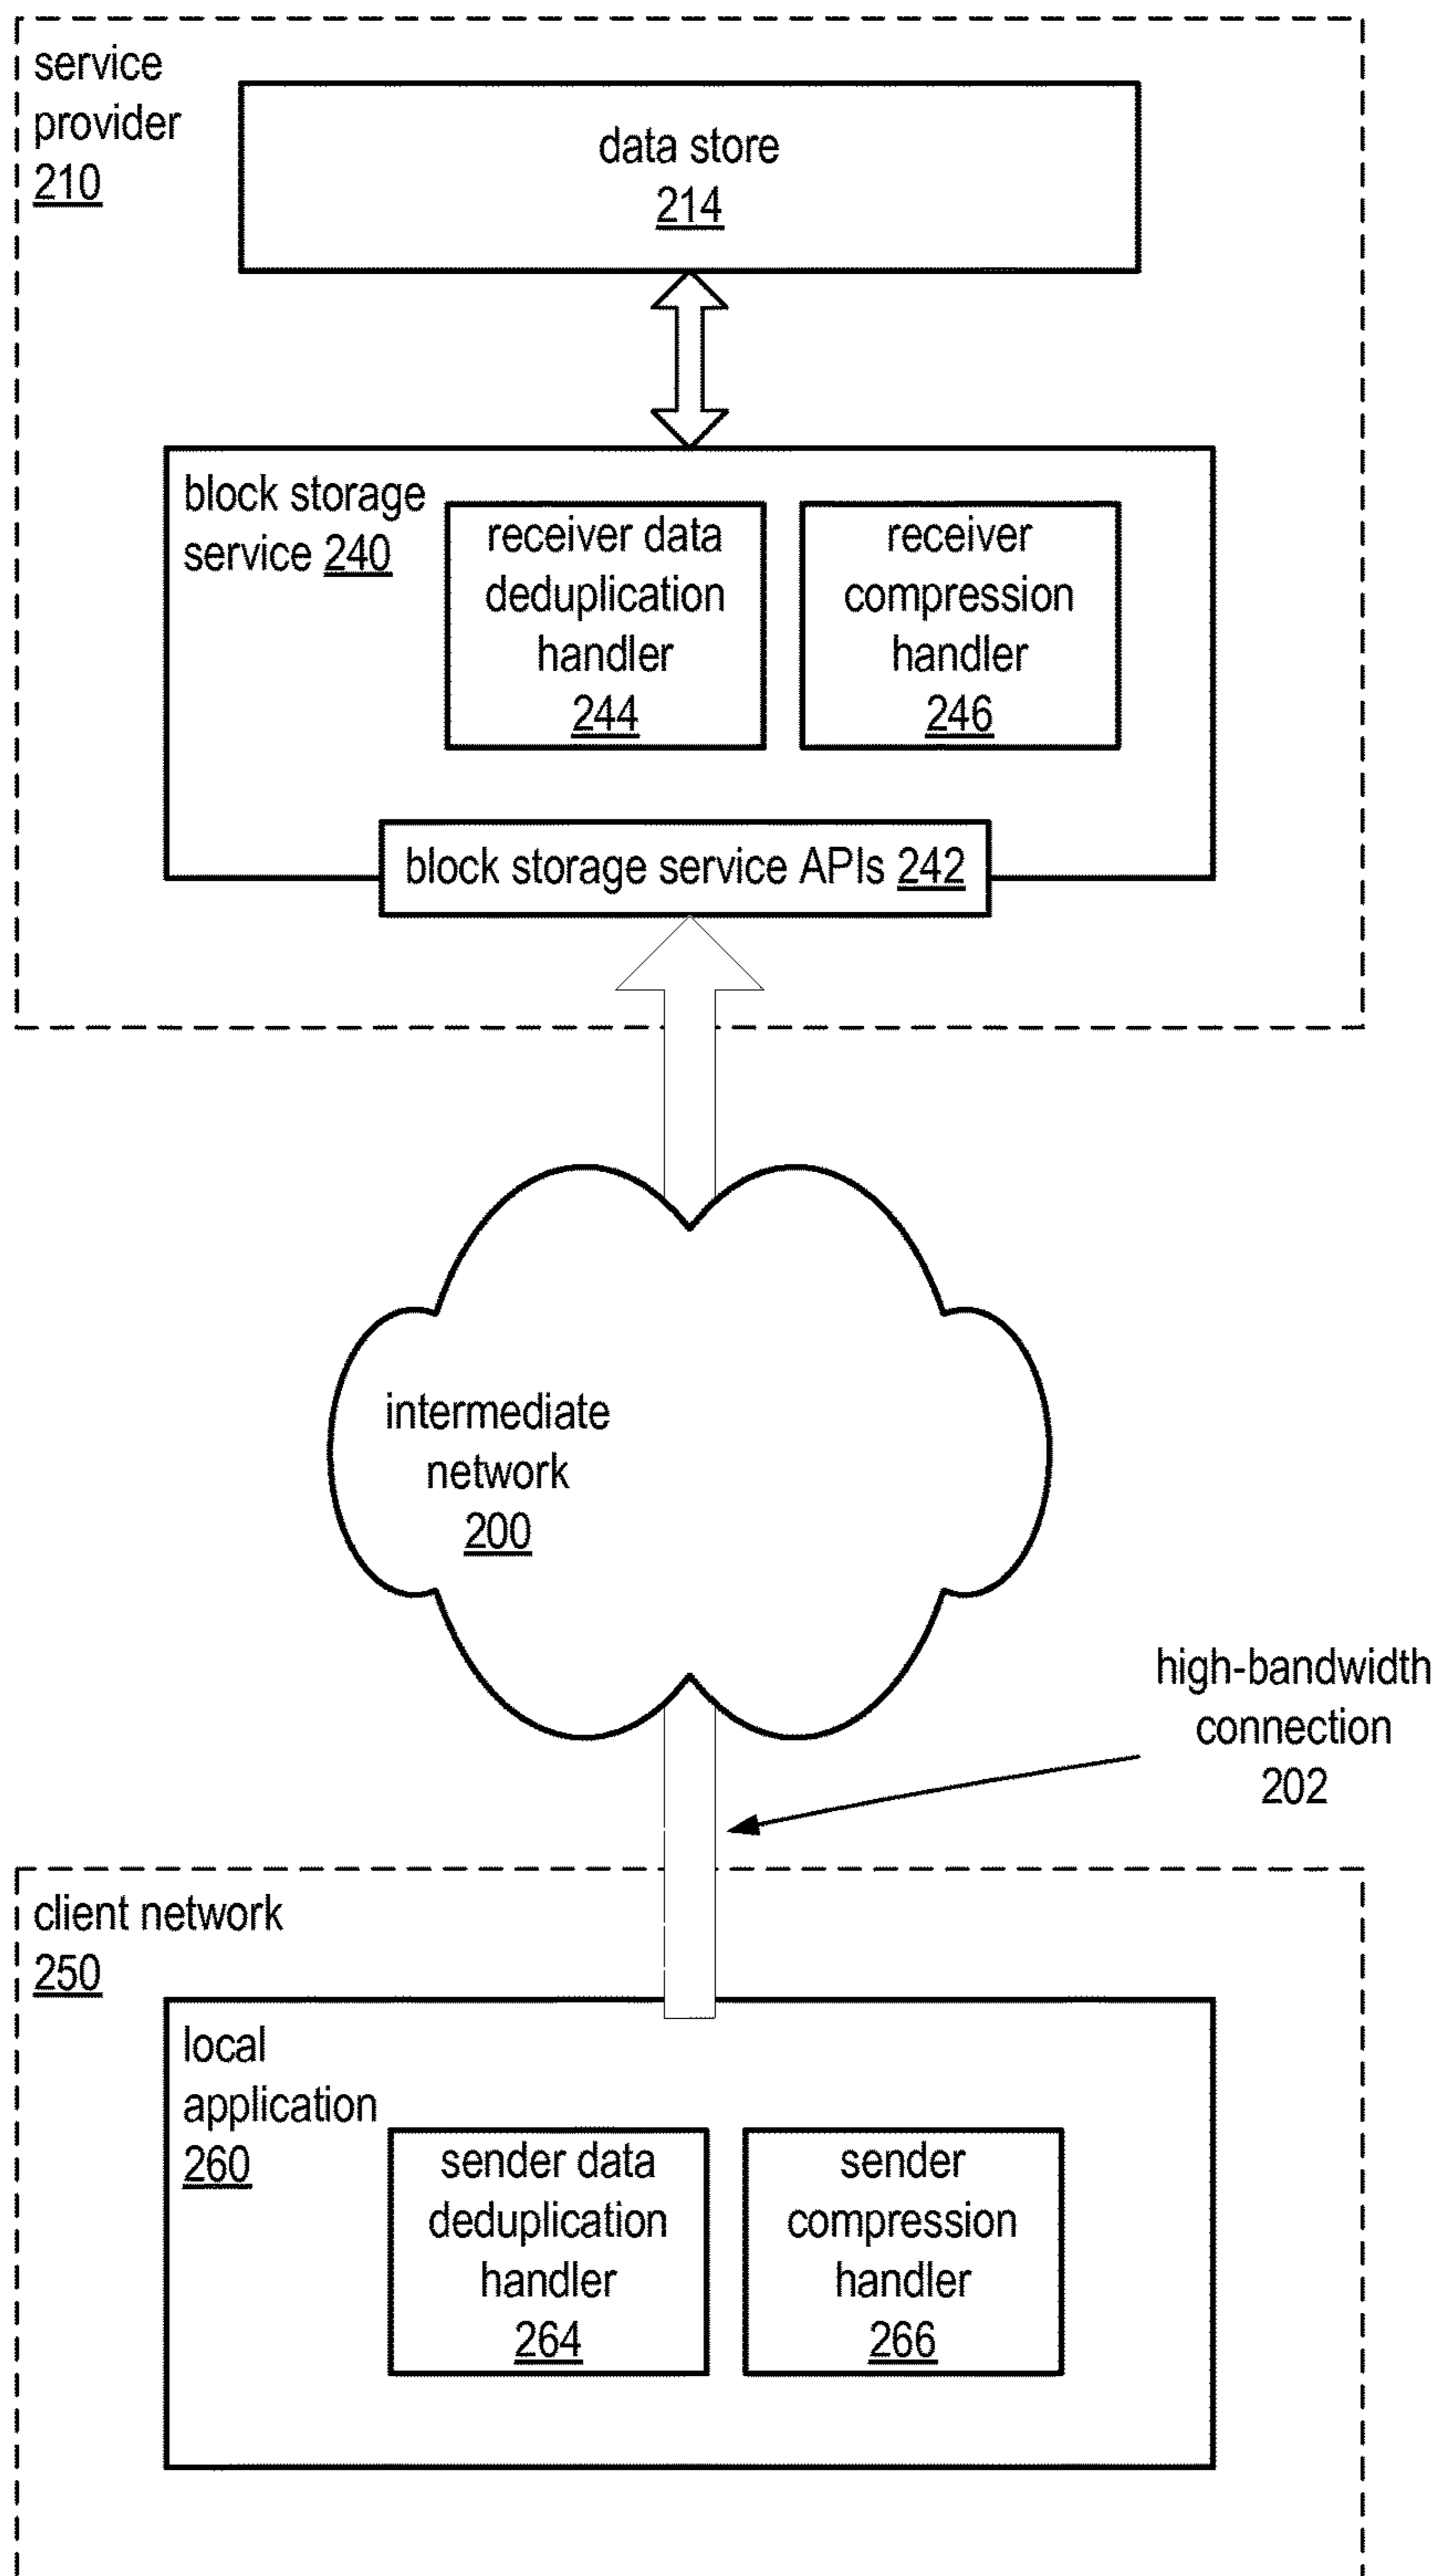 service
provider
210
data store
214
block storage
service 240
receiver data
deduplication
handler
244
receiver
compression
handler
246
block storage service APIs 242
intermediate
network
200
high-bandwidth
connection
202
client network
250
local
application
260
sender data
deduplication
handler
264
sender
compression
handler
266